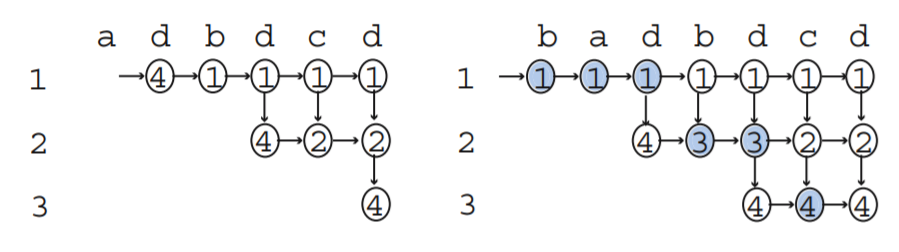 a d b d c d b a d b d c d
1 4 1 1 1 1 1 1 1 1 1 1 1 1
2 4 2 2 2 4 3 3 2 2
3 4 3 4 4 4